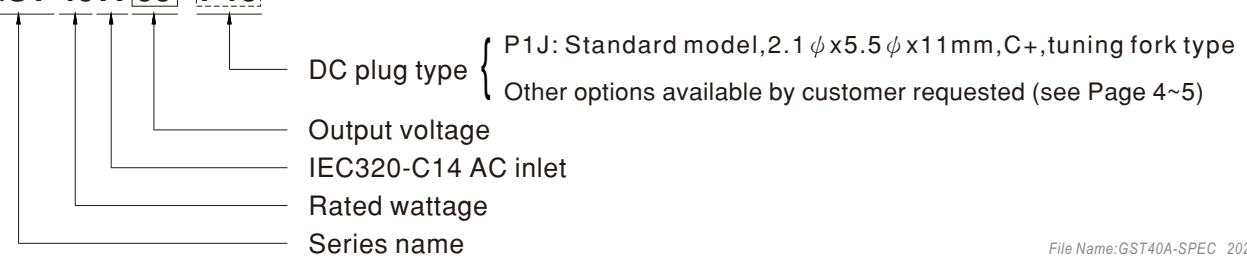 DC plug type
P1J: Standard model,2.1ϕx5.5ϕx11mm,C+,tuning fork type
Other options available by customer requested (see Page 4~5)
Output voltage
IEC320-C14 AC inlet
Rated wattage
Series name
File Name:GST40A-SPEC 202